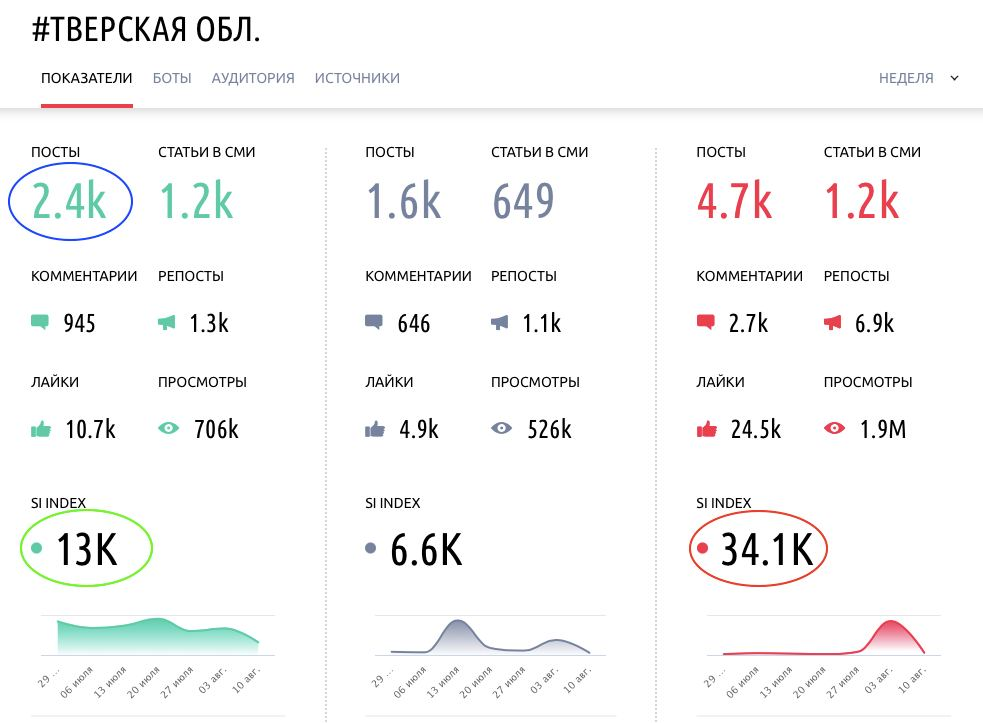 #ТВЕРСКАЯ ОБЛ.
ПОКАЗАТЕЛИ БОТЫ АУДИТОРИЯ ИСТОЧНИКИ НЕДЕЛЯ
ПОСТЫ СТАТЬИ В СМИ ПОСТЫ СТАТЬИ В СМИ ПОСТЫ СТАТЬИ В СМИ
2.4k 1.2k 1.6k 649 4.7k 1.2k
КОММЕНТАРИИ РЕПОСТЫ КОММЕНТАРИИ РЕПОСТЫ КОММЕНТАРИИ РЕПОСТЫ
945 1.3k 646 1.1k 2.7k 6.9k
ЛАЙКИ ПРОСМОТРЫ ЛАЙКИ ПРОСМОТРЫ ЛАЙКИ ПРОСМОТРЫ
10.7k 706k 4.9k 526k 24.5k 1.9M
SI INDEX SI INDEX SI INDEX
13K 6.6K 34.1K
29 ... 06 июля 13 июля 20 июля 27 июля 03 авг. 10 авг. 29 ... 06 июля 13 июля 20 июля 27 июля 03 авг. 10 авг. 29 ... 06 июля 13 июля 20 июля 27 июля 03 авг. 10 авг.